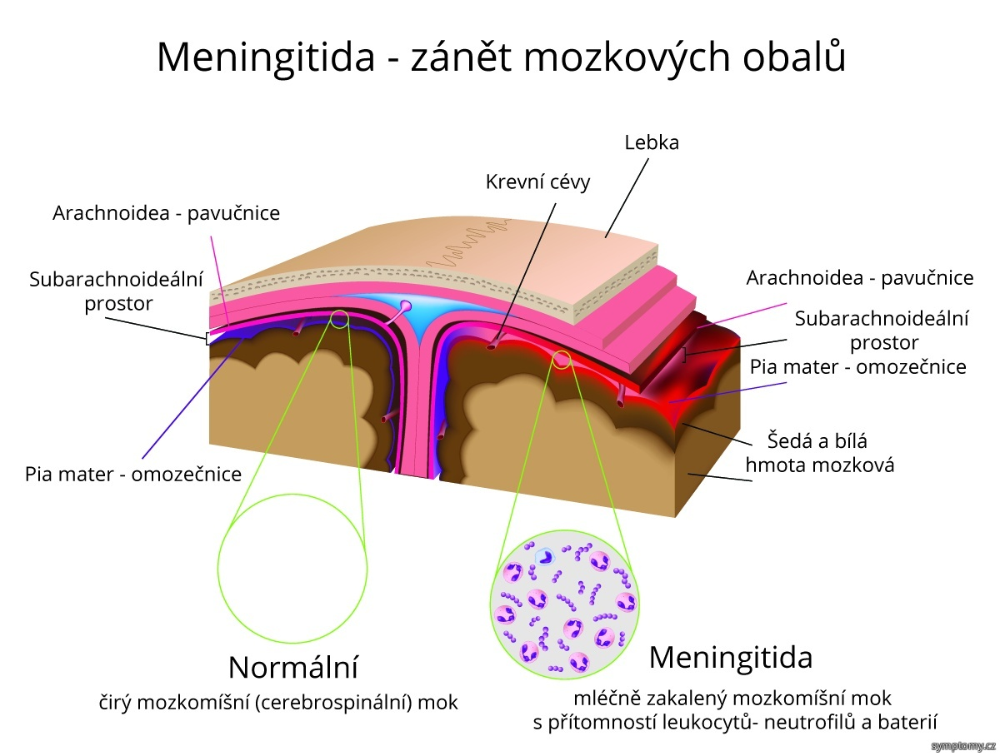 Meningitida - zánět mozkových obalů
Lebka
Krevní cévy
Arachnoidea - pavučnice
Subarachnoideální
prostor
Arachnoidea - pavučnice
Subarachnoideální
prostor
Pia mater - omozečnice
Šedá a bílá
hmota mozková
Pia mater - omozečnice
Normální
čirý mozkomíšní (cerebrospinální) mok
Meningitida
mléčně zakalený mozkomíšní mok
s přítomností leukocytů- neutrofilů a baterií
symptomy.cz